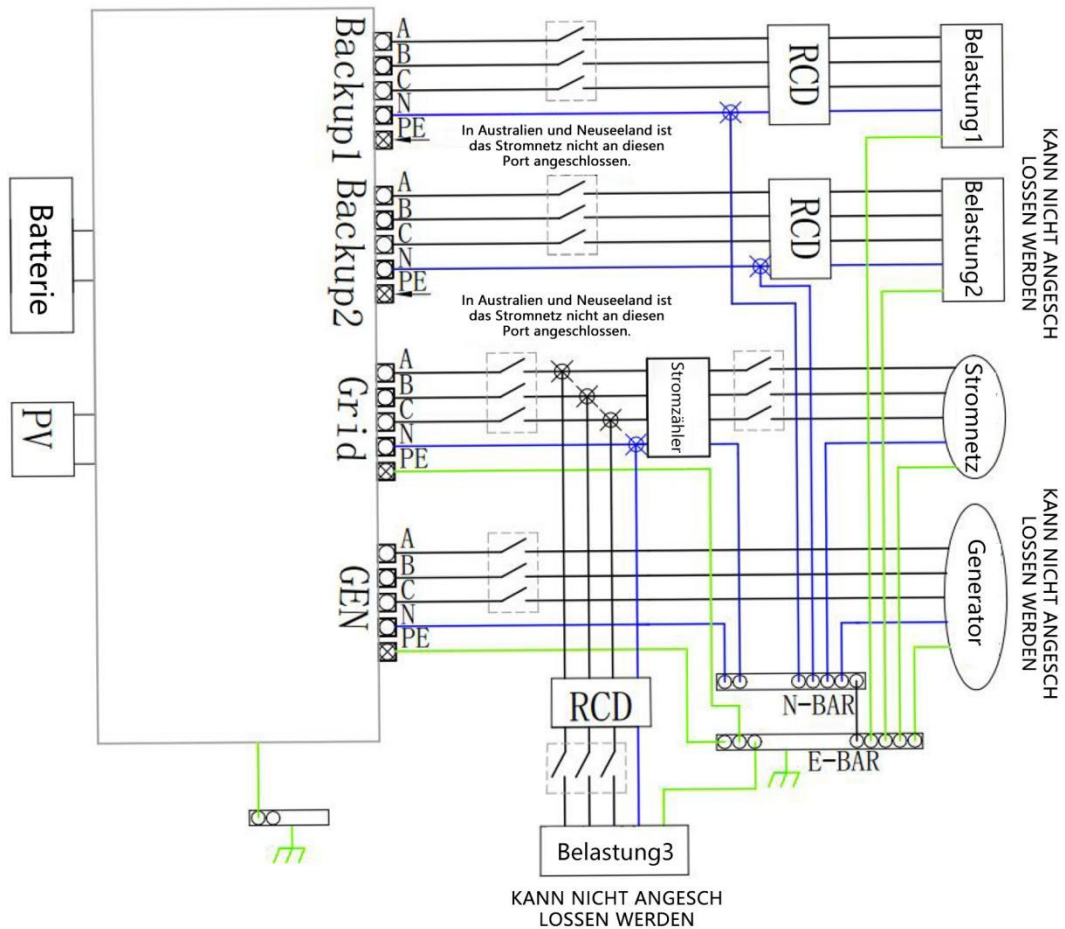 Backup1
A
B
C
N
PE
RCD
Belastung1
In Australien und Neuseeland ist
das Stromnetz nicht an diesen
Port angeschlossen.
KANN NICHT ANGESCH
LOSSEN WERDEN
Backup2
A
B
C
N
PE
RCD
Belastung2
In Australien und Neuseeland ist
das Stromnetz nicht an diesen
Port angeschlossen.
Batterie
PV
Grid
A
B
C
N
PE
Stromzähler
Stromnetz
GEN
A
B
C
N
PE
Generator
KANN NICHT ANGESCH
LOSSEN WERDEN
N-BAR
E-BAR
RCD
Belastung3
KANN NICHT ANGESCH
LOSSEN WERDEN